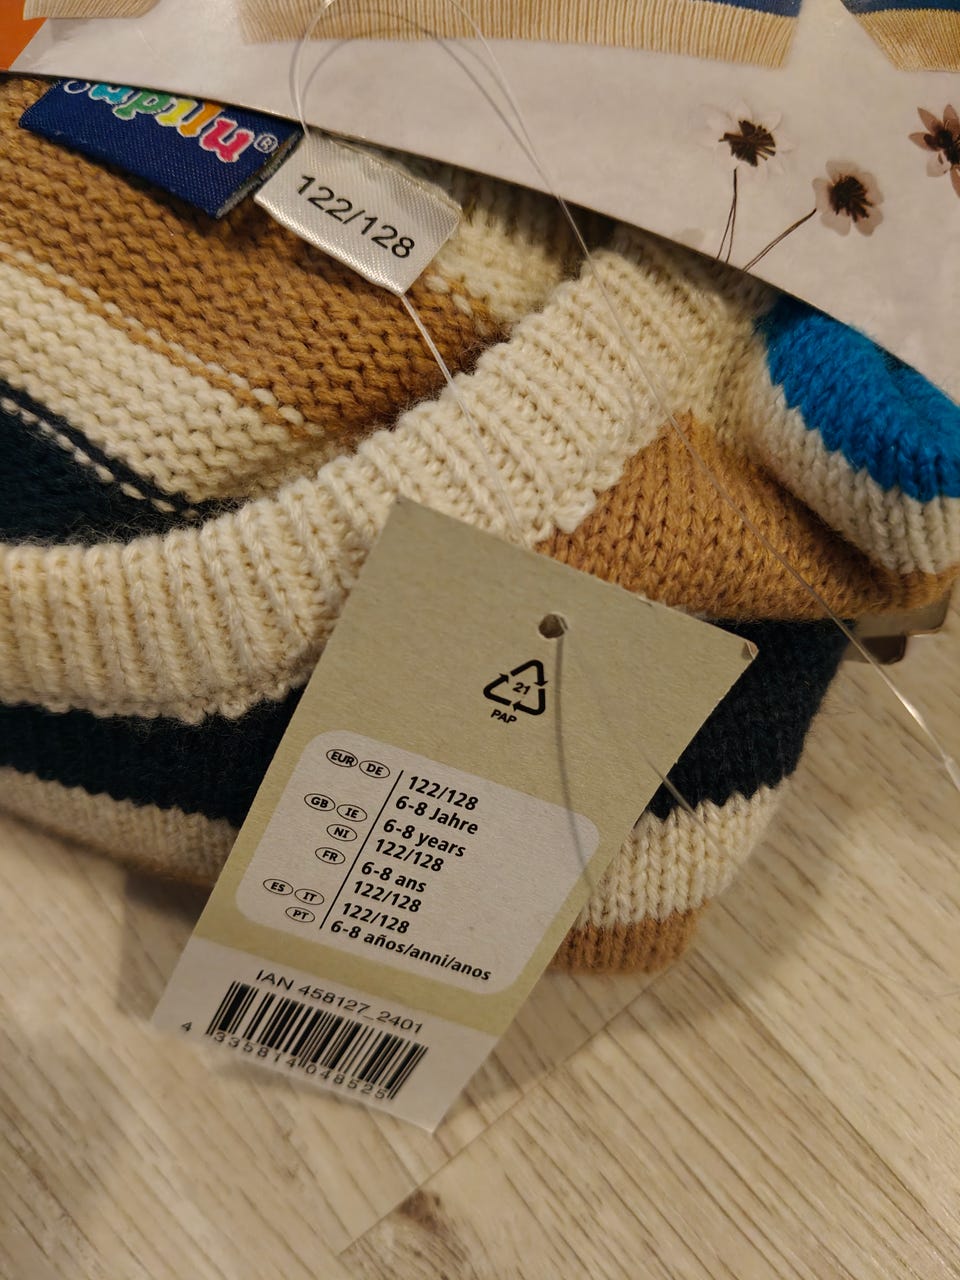 122/128
21
PAP
EUR DE 122/128
6-8 Jahre
GB IE 6-8 years
NI 122/128
FR 6-8 ans
122/128
ES IT 122/128
PT 6-8 años/anni/anos
IAN 458127_2401
4 335814 048525